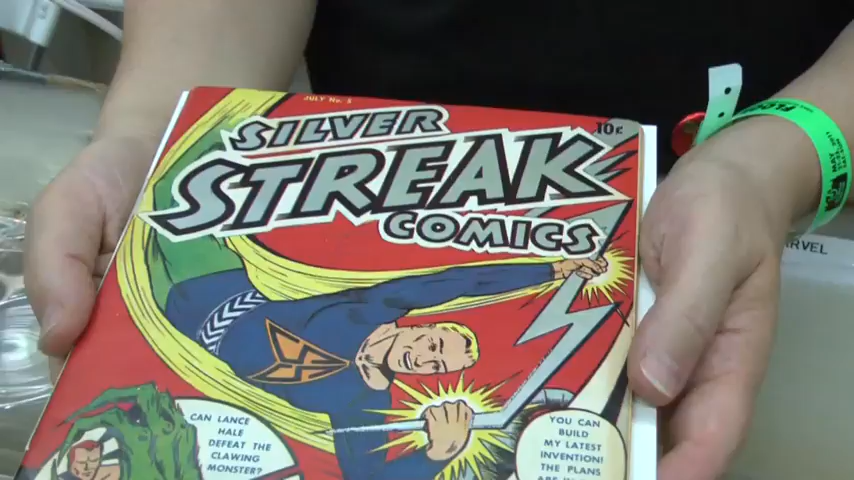 JULY No. 5
10¢
SILVER
STREAK
COMICS
CAN LANCE
HALE
DEFEAT THE
CLAWING
MONSTER?
YOU CAN
BUILD
MY LATEST
INVENTION!
THE PLANS
MARVEL